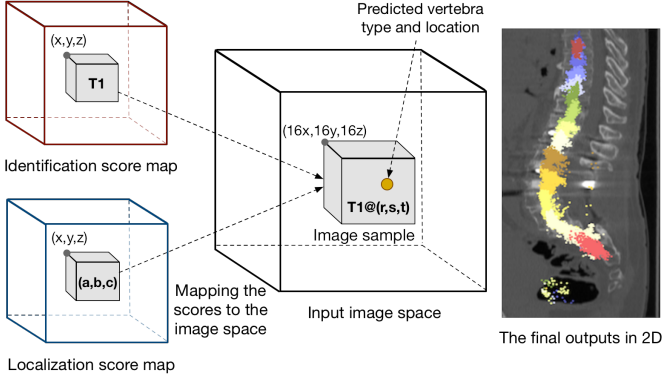 (x,y,z)
T1
Identification score map
(x,y,z)
(a,b,c)
Localization score map
Mapping the
scores to the
image space
Predicted vertebra
type and location
(16x,16y,16z)
T1@(r,s,t)
Image sample
Input image space
The final outputs in 2D